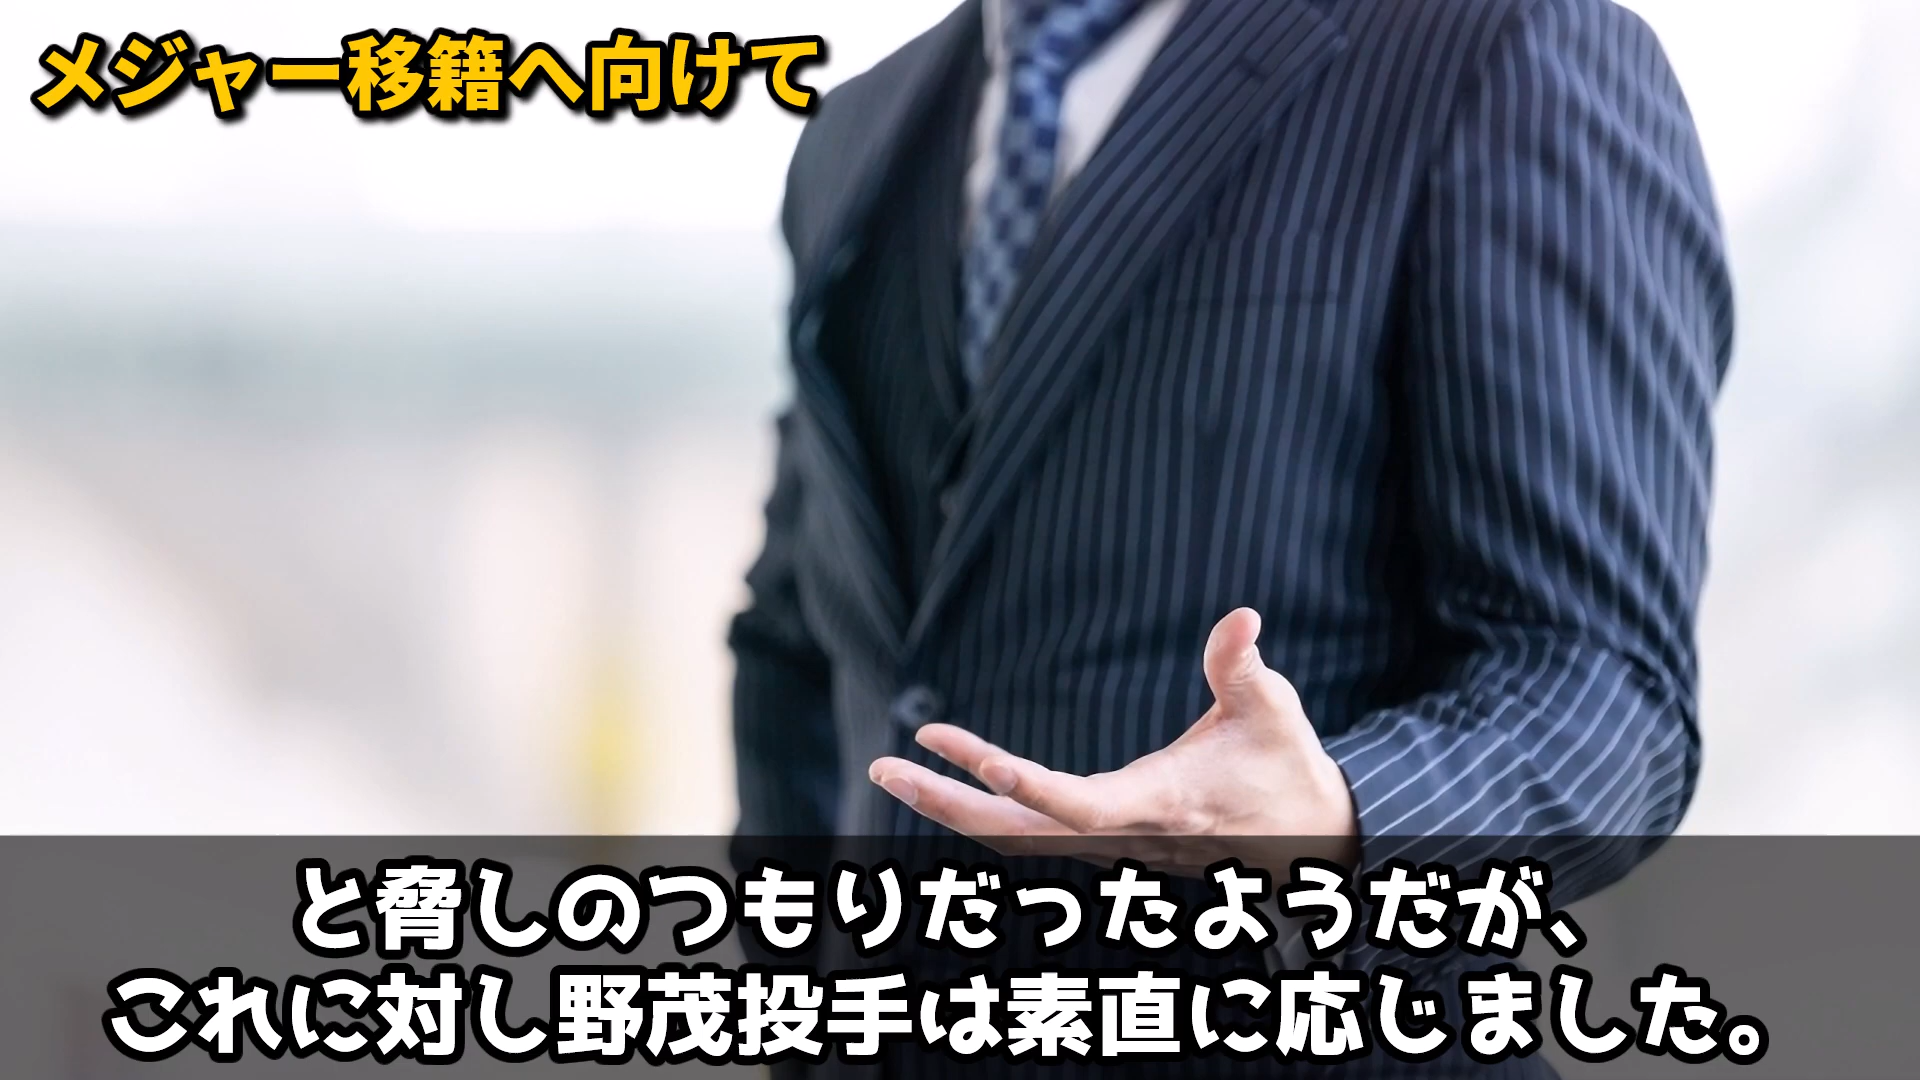 メジャー移籍へ向けて
と脅しのつもりだったようだが、
これに対し野茂投手は素直に応じました。